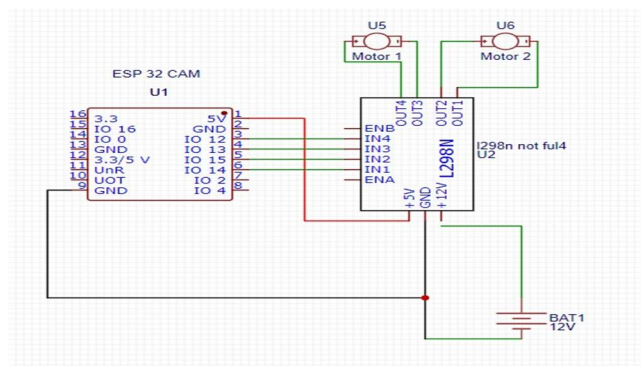 U5
Motor 1
U6
Motor 2
ESP 32 CAM
U1
16 3.3
15 IO 16
14 IO 0
13 GND
12 3.3/5 V
11 UnR
10 UOT
9 GND
5V 1
GND 2
IO 12 3
IO 13 4
IO 15 5
IO 14 6
IO 2 7
IO 4 8
OUT4
OUT3
OUT2
OUT1
ENB
IN4
IN3
IN2
IN1
ENA
L298N
+ 5V
GND
+ 12V
l298n not ful4
U2
BAT1
12V